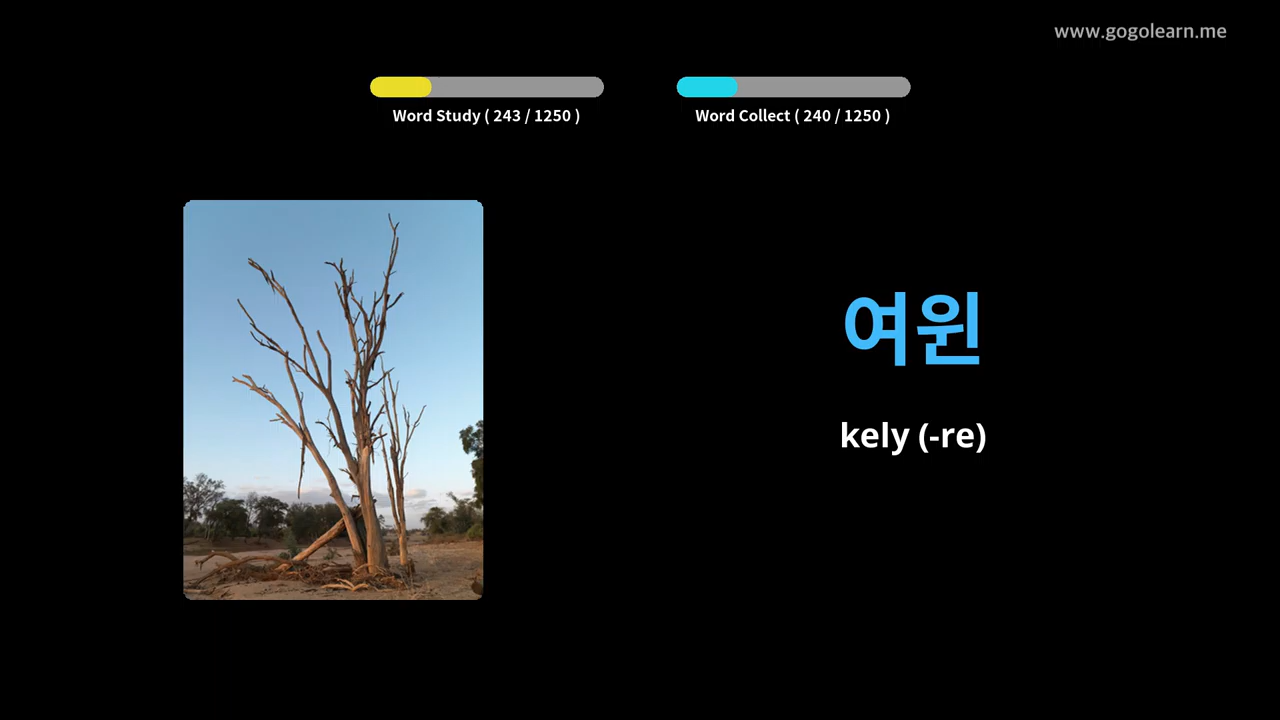 www.gogolearn.me
Word Study ( 243 / 1250 )
Word Collect ( 240 / 1250 )
여윈
kely (-re)